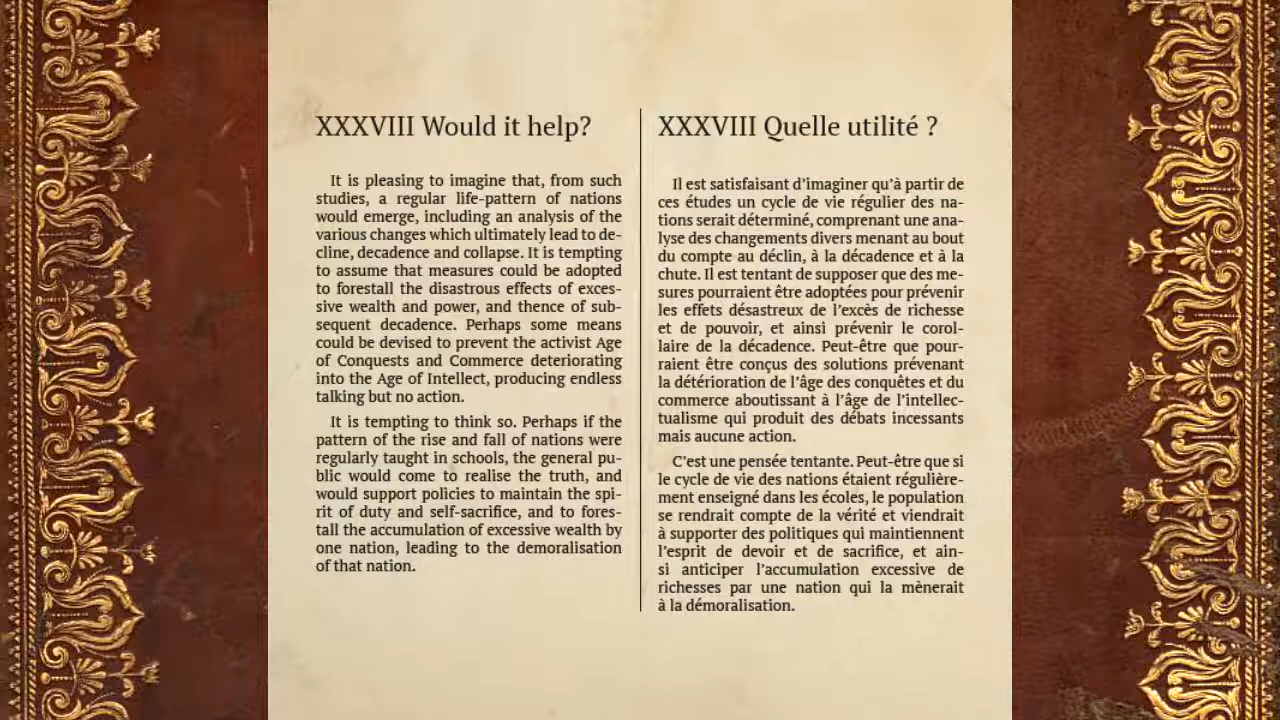 XXXVIII Would it help?
It is pleasing to imagine that, from such
studies, a regular life-pattern of nations
would emerge, including an analysis of the
various changes which ultimately lead to de-
cline, decadence and collapse. It is tempting
to assume that measures could be adopted
to forestall the disastrous effects of exces-
sive wealth and power, and thence of sub-
sequent decadence. Perhaps some means
could be devised to prevent the activist Age
of Conquests and Commerce deteriorating
into the Age of Intellect, producing endless
talking but no action.
It is tempting to think so. Perhaps if the
pattern of the rise and fall of nations were
regularly taught in schools, the general pu-
blic would come to realise the truth, and
would support policies to maintain the spi-
rit of duty and self-sacrifice, and to fores-
tall the accumulation of excessive wealth by
one nation, leading to the demoralisation
of that nation.
XXXVIII Quelle utilité ?
Il est satisfaisant d'imaginer qu'à partir de
ces études un cycle de vie régulier des na-
tions serait déterminé, comprenant une ana-
lyse des changements divers menant au bout
du compte au déclin, à la décadence et à la
chute. Il est tentant de supposer que des me-
sures pourraient être adoptées pour prévenir
les effets désastreux de l'excès de richesse
et de pouvoir, et ainsi prévenir le corol-
laire de la décadence. Peut-être que pour-
raient être conçus des solutions prévenant
la détérioration de l'âge des conquêtes et du
commerce aboutissant à l'âge de l'intellec-
tualisme qui produit des débats incessants
mais aucune action.
C'est une pensée tentante. Peut-être que si
le cycle de vie des nations étaient régulière-
ment enseigné dans les écoles, le population
se rendrait compte de la vérité et viendrait
à supporter des politiques qui maintiennent
l'esprit de devoir et de sacrifice, et ain-
si anticiper l'accumulation excessive de
richesses par une nation qui la mènerait
à la démoralisation.